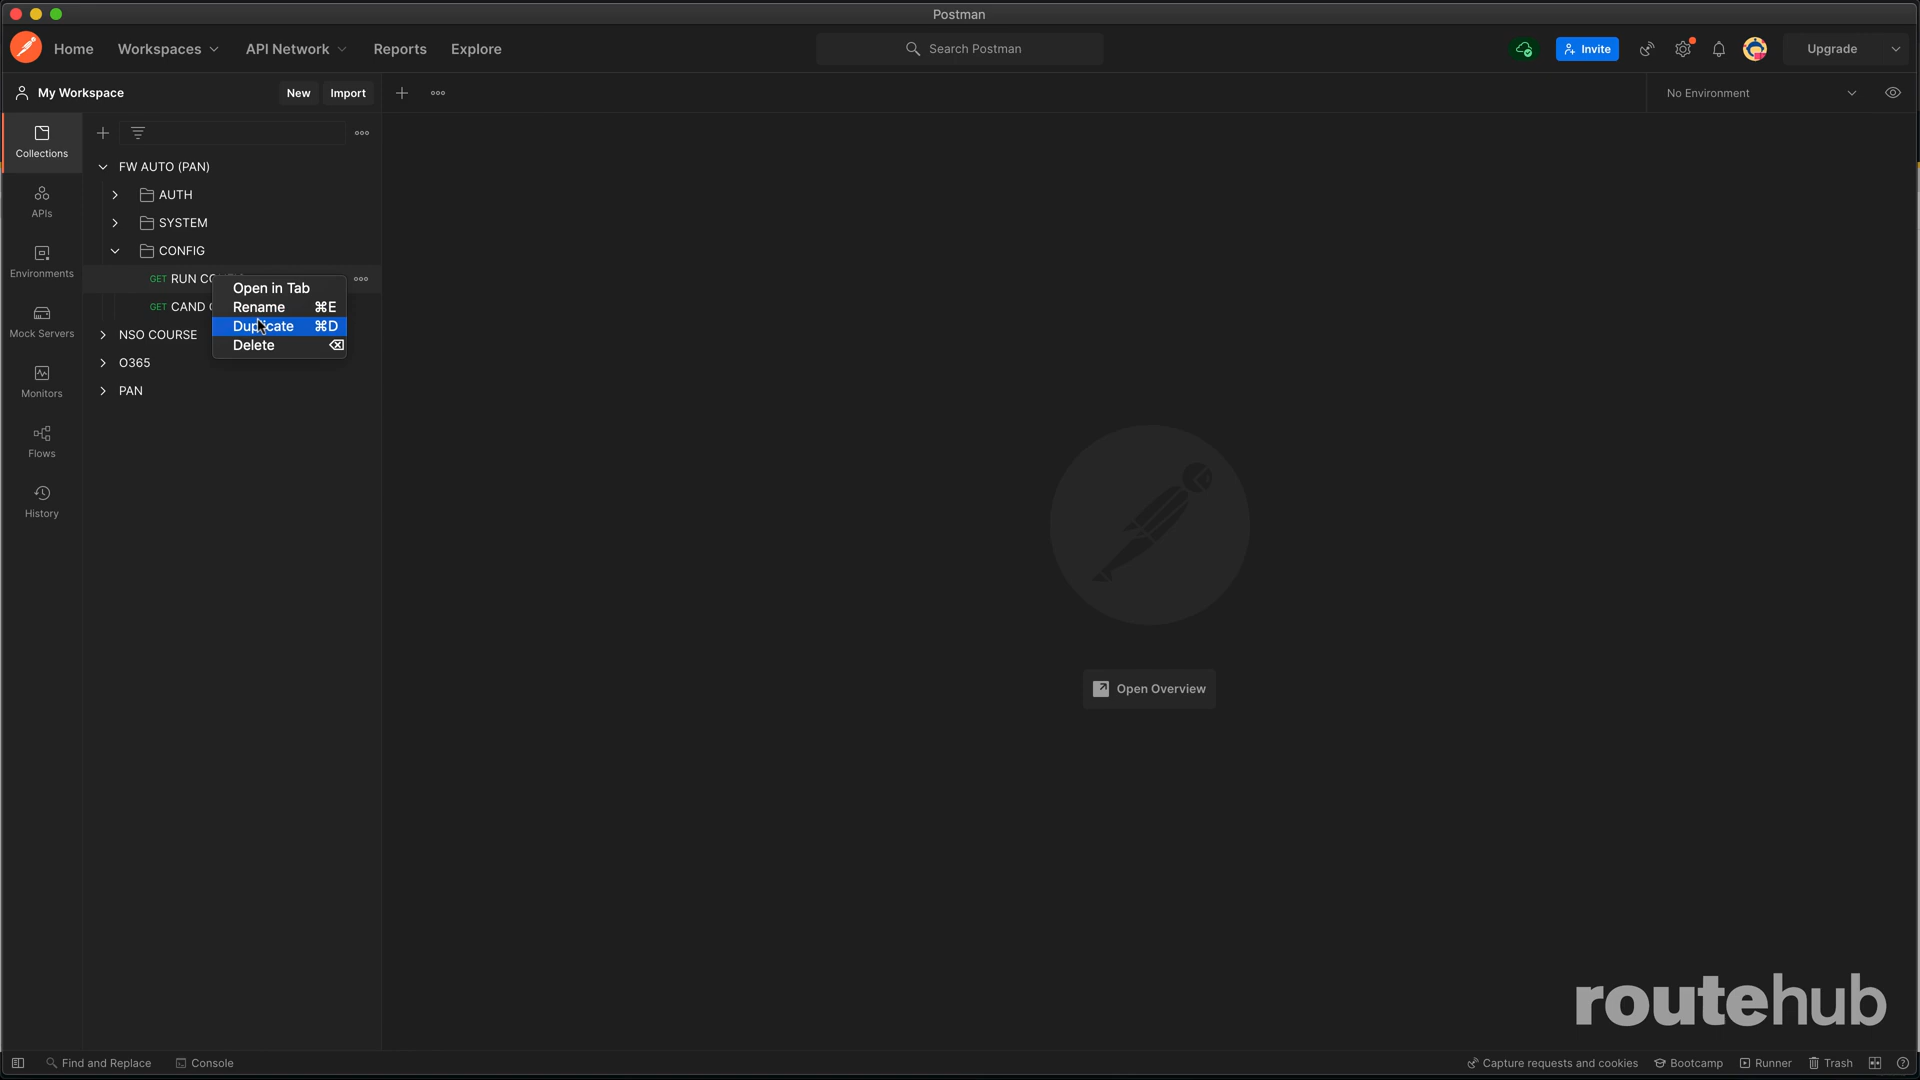 Postman
Home
Workspaces
API Network
Reports
Explore
Search Postman
Invite
Upgrade
My Workspace
New
Import
No Environment
Collections
APIs
Environments
Mock Servers
Monitors
Flows
History
FW AUTO (PAN)
AUTH
SYSTEM
CONFIG
GET RUN
GET CAND
NSO COURSE
O365
PAN
Open in Tab
Rename ⌘E
Duplicate ⌘D
Delete ⌫
Open Overview
routehub
Find and Replace
Console
Capture requests and cookies
Bootcamp
Runner
Trash